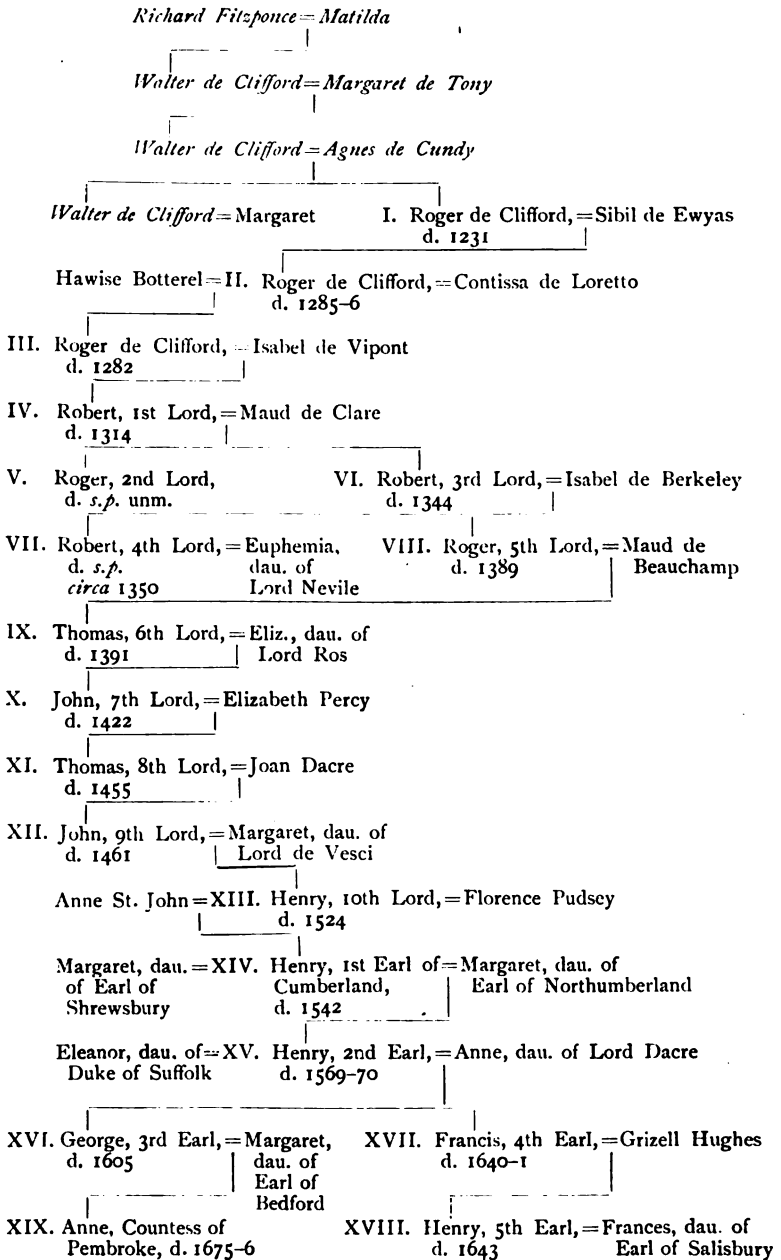 Richard Fitzponce = Matilda
Walter de Clifford = Margaret de Tony
Walter de Clifford = Agnes de Cundy
Walter de Clifford = Margaret I. Roger de Clifford, = Sibil de Ewyas
d. 1231
Hawise Botterel = II. Roger de Clifford, = Contissa de Loretto
d. 1285-6
III. Roger de Clifford, = Isabel de Vipont
d. 1282
IV. Robert, 1st Lord, = Maud de Clare
d. 1314
V. Roger, 2nd Lord, VI. Robert, 3rd Lord, = Isabel de Berkeley
d. s.p. unm. d. 1344
VII. Robert, 4th Lord, = Euphemia, VIII. Roger, 5th Lord, = Maud de
d. s.p. dau. of d. 1389 Beauchamp
circa 1350 Lord Nevile
IX. Thomas, 6th Lord, = Eliz., dau. of
d. 1391 Lord Ros
X. John, 7th Lord, = Elizabeth Percy
d. 1422
XI. Thomas, 8th Lord, = Joan Dacre
d. 1455
XII. John, 9th Lord, = Margaret, dau. of
d. 1461 Lord de Vesci
Anne St. John = XIII. Henry, 10th Lord, = Florence Pudsey
d. 1524
Margaret, dau. = XIV. Henry, 1st Earl of = Margaret, dau. of
of Earl of Cumberland, Earl of Northumberland
Shrewsbury d. 1542
Eleanor, dau. of = XV. Henry, 2nd Earl, = Anne, dau. of Lord Dacre
Duke of Suffolk d. 1569-70
XVI. George, 3rd Earl, = Margaret, XVII. Francis, 4th Earl, = Grizell Hughes
d. 1605 dau. of d. 1640-1
Earl of
Bedford
XIX. Anne, Countess of XVIII. Henry, 5th Earl, = Frances, dau. of
Pembroke, d. 1675-6 d. 1643 Earl of Salisbury